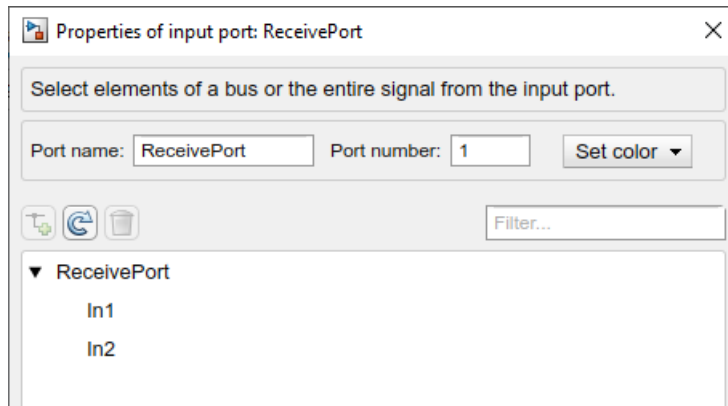 Properties of input port: ReceivePort
Select elements of a bus or the entire signal from the input port.
Port name: ReceivePort Port number: 1 Set color
Filter...
ReceivePort
In1
In2